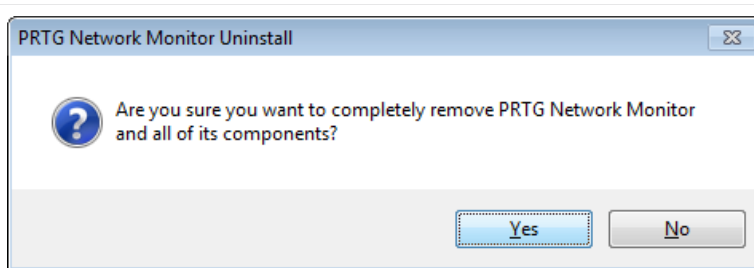 PRTG Network Monitor Uninstall
Are you sure you want to completely remove PRTG Network Monitor
and all of its components?
Yes No